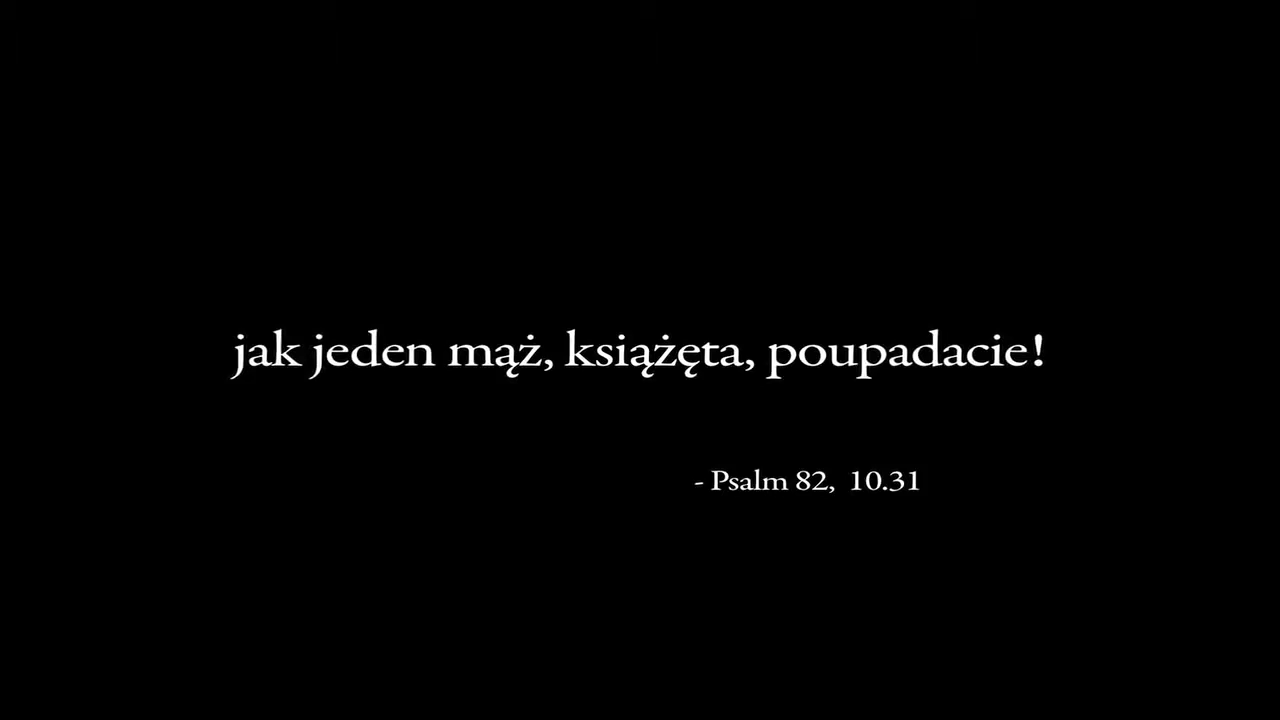 jak jeden mąż, książęta, poupadacie!
- Psalm 82, 10.31